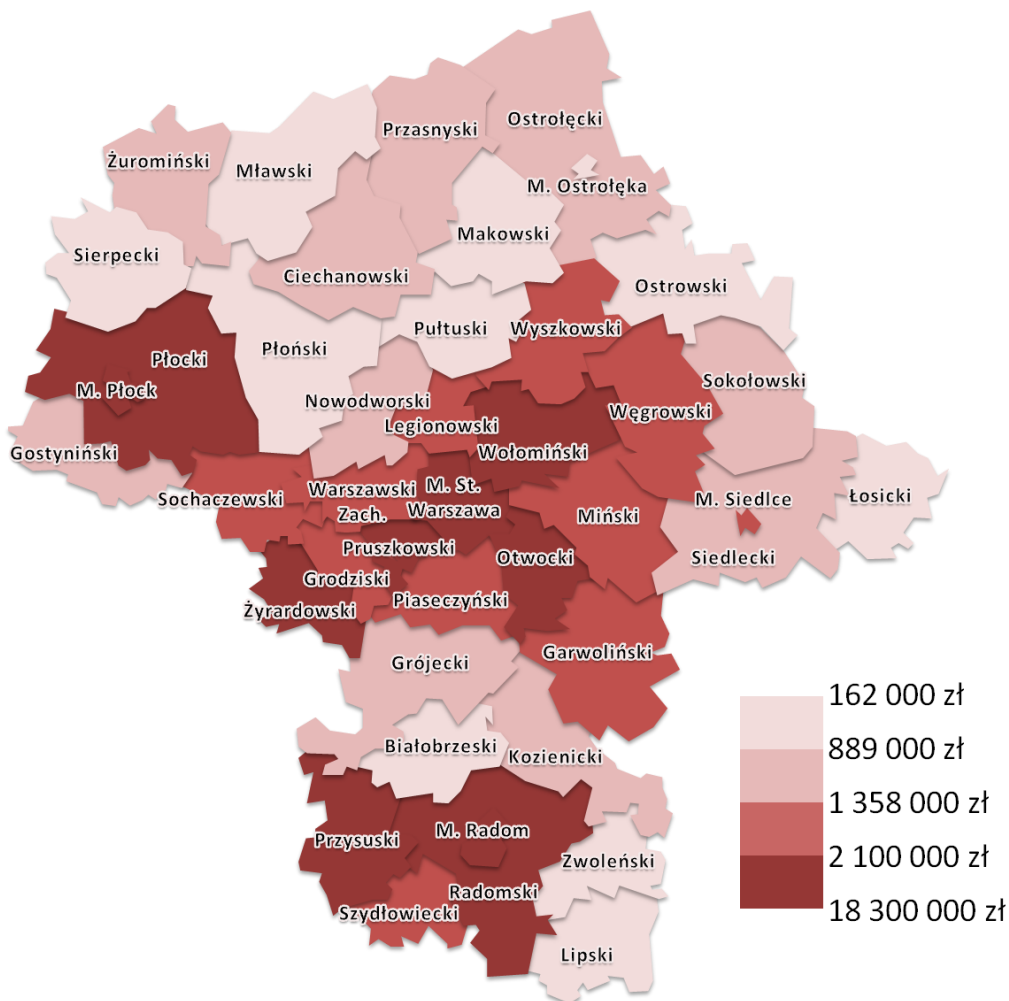 Ostrołęcki
Przasnyski
Żuromiński
Mławski
M. Ostrołęka
Makowski
Sierpecki
Ciechanowski
Ostrowski
Pułtuski
Wyszkowski
Płocki
Płoński
M. Płock
Sokołowski
Nowodworski
Węgrowski
Legionowski
Gostyniński
Wołomiński
Sochaczewski
Warszawski
Zach.
M. St.
Warszawa
M. Siedlce
Łosicki
Miński
Pruszkowski
Otwocki
Siedlecki
Grodziski
Piaseczyński
Żyrardowski
Garwoliński
Grójecki
Białobrzeski
Kozienicki
M. Radom
Przysuski
Zwoleński
Radomski
Szydłowiecki
Lipski
162 000 zł
889 000 zł
1 358 000 zł
2 100 000 zł
18 300 000 zł